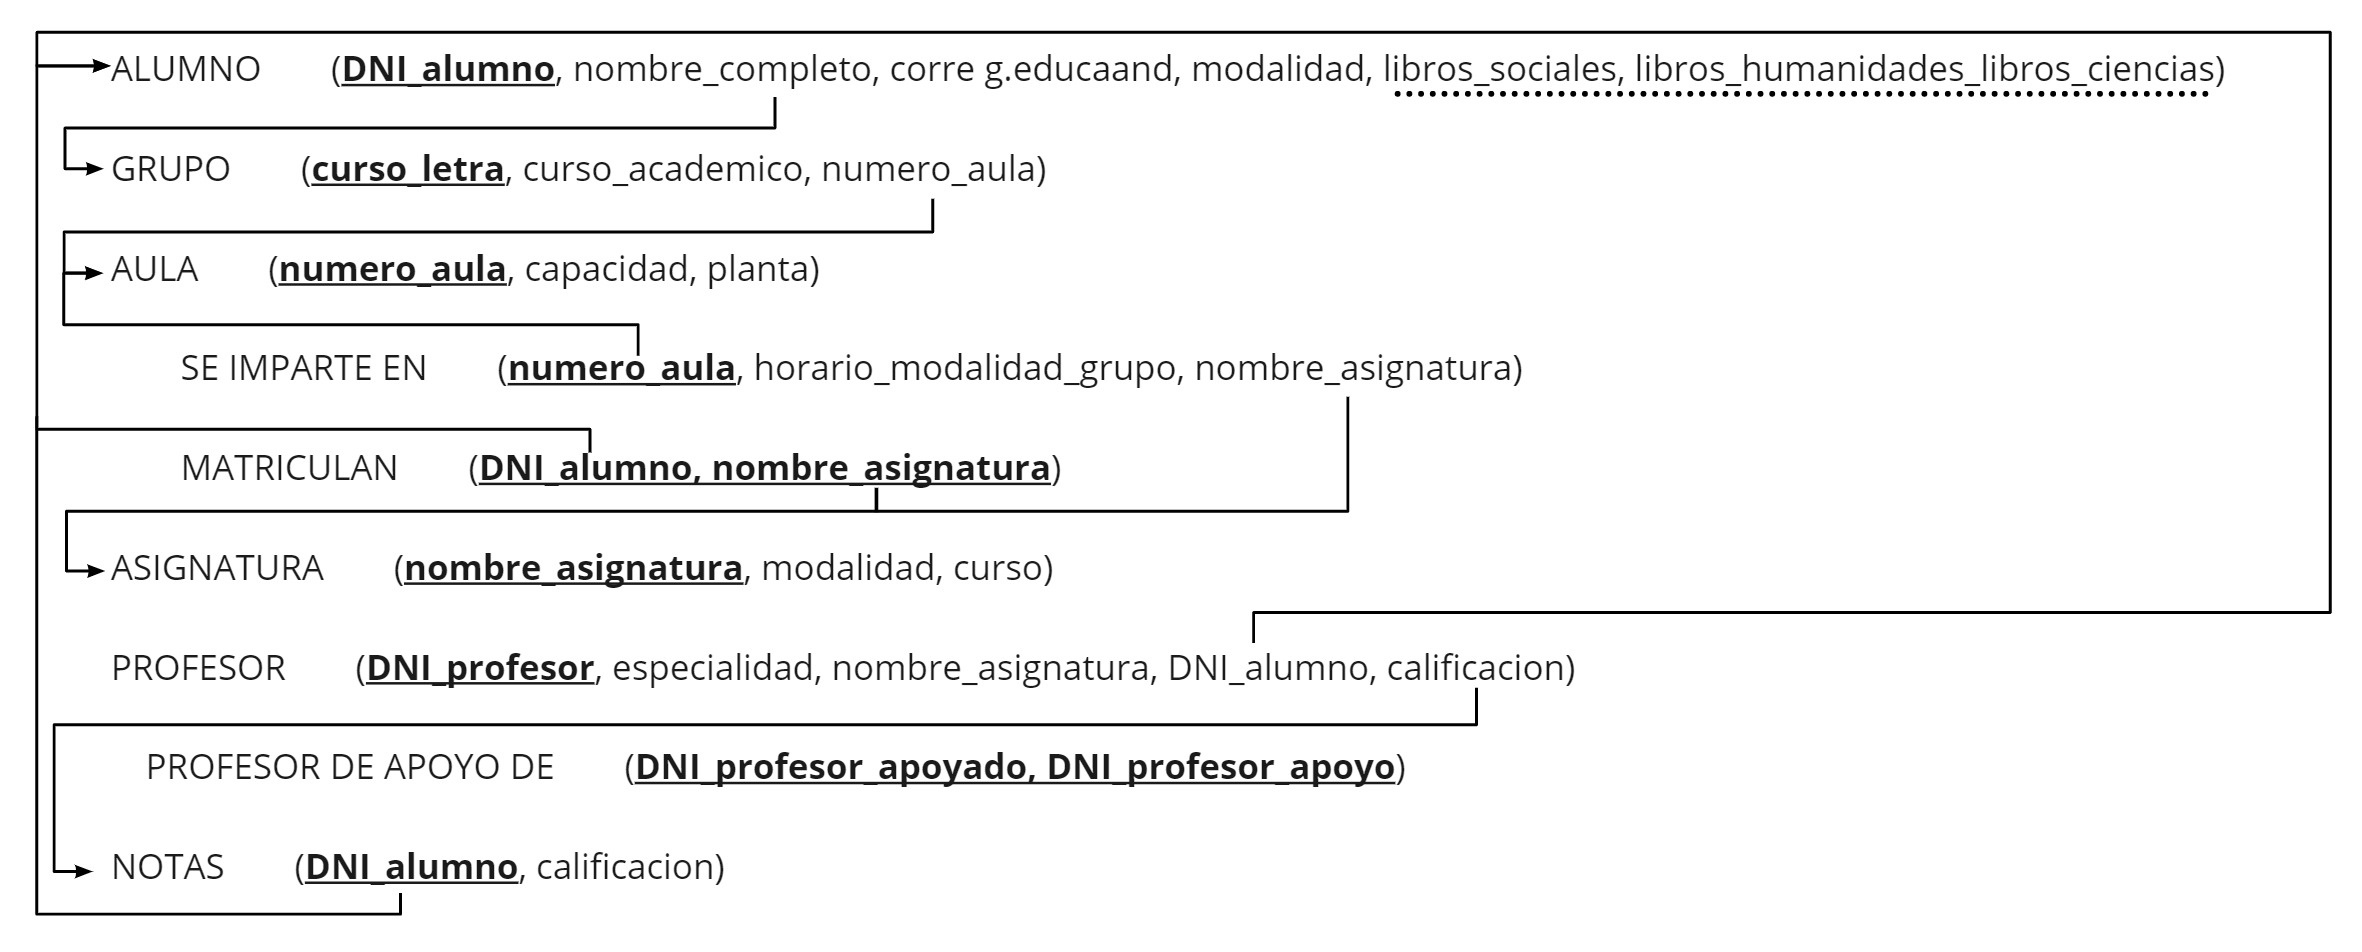 ALUMNO (DNI_alumno, nombre_completo, corre g.educaand, modalidad, libros_sociales, libros_humanidades_libros_ciencias)
GRUPO (curso_letra, curso_academico, numero_aula)
AULA (numero_aula, capacidad, planta)
SE IMPARTE EN (numero_aula, horario_modalidad_grupo, nombre_asignatura)
MATRICULAN (DNI_alumno, nombre_asignatura)
ASIGNATURA (nombre_asignatura, modalidad, curso)
PROFESOR (DNI_profesor, especialidad, nombre_asignatura, DNI_alumno, calificacion)
PROFESOR DE APOYO DE (DNI_profesor_apoyado, DNI_profesor_apoyo)
NOTAS (DNI_alumno, calificacion)